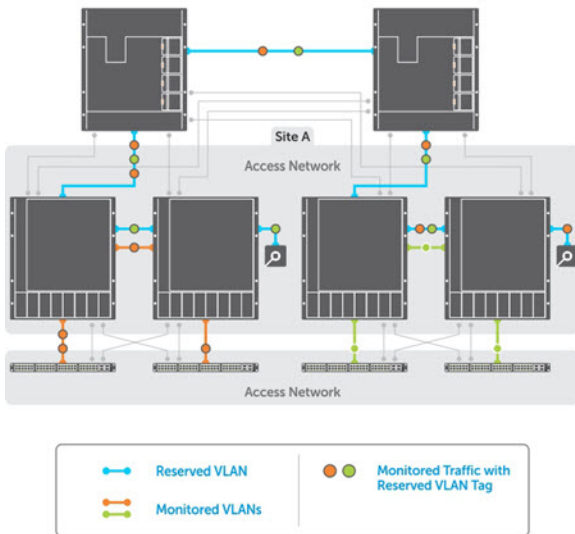 Site A
Access Network
Access Network
Reserved VLAN
Monitored VLANs
Monitored Traffic with
Reserved VLAN Tag